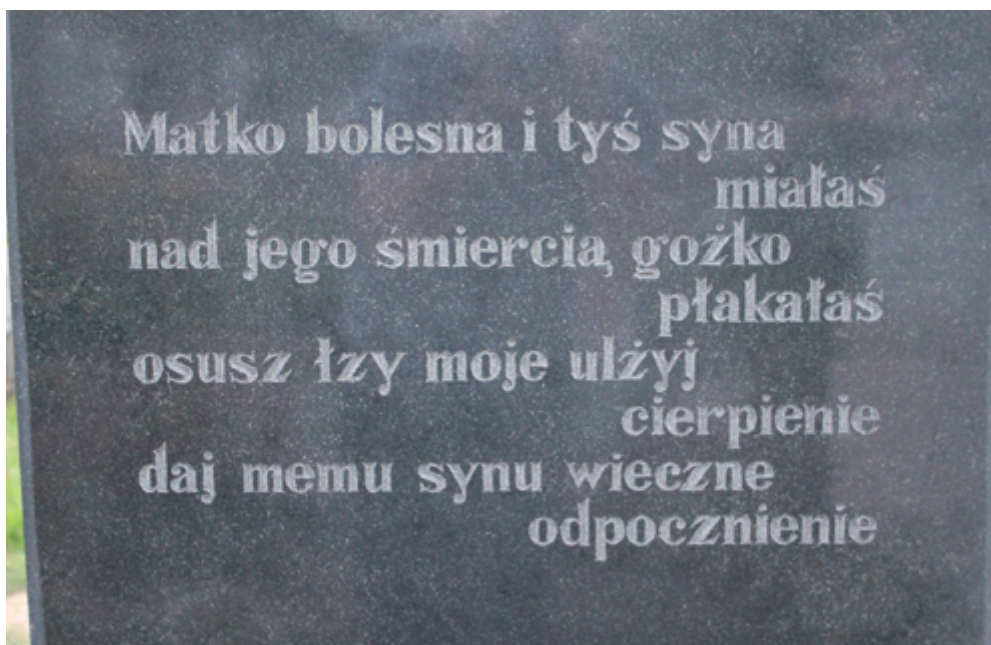 Matko bolesna i tyś syna
miałaś
nad jego śmiercią, gożko
płakałaś
osusz łzy moje ulżyj
cierpienie
daj memu synu wieczne
odpocznienie